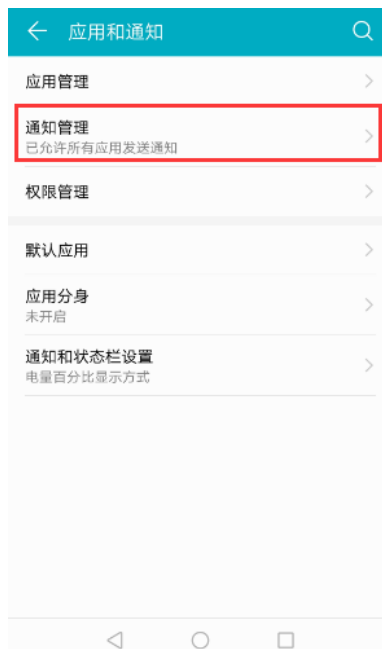 应用和通知
应用管理
通知管理
已允许所有应用发送通知
权限管理
默认应用
应用分身
未开启
通知和状态栏设置
电量百分比显示方式